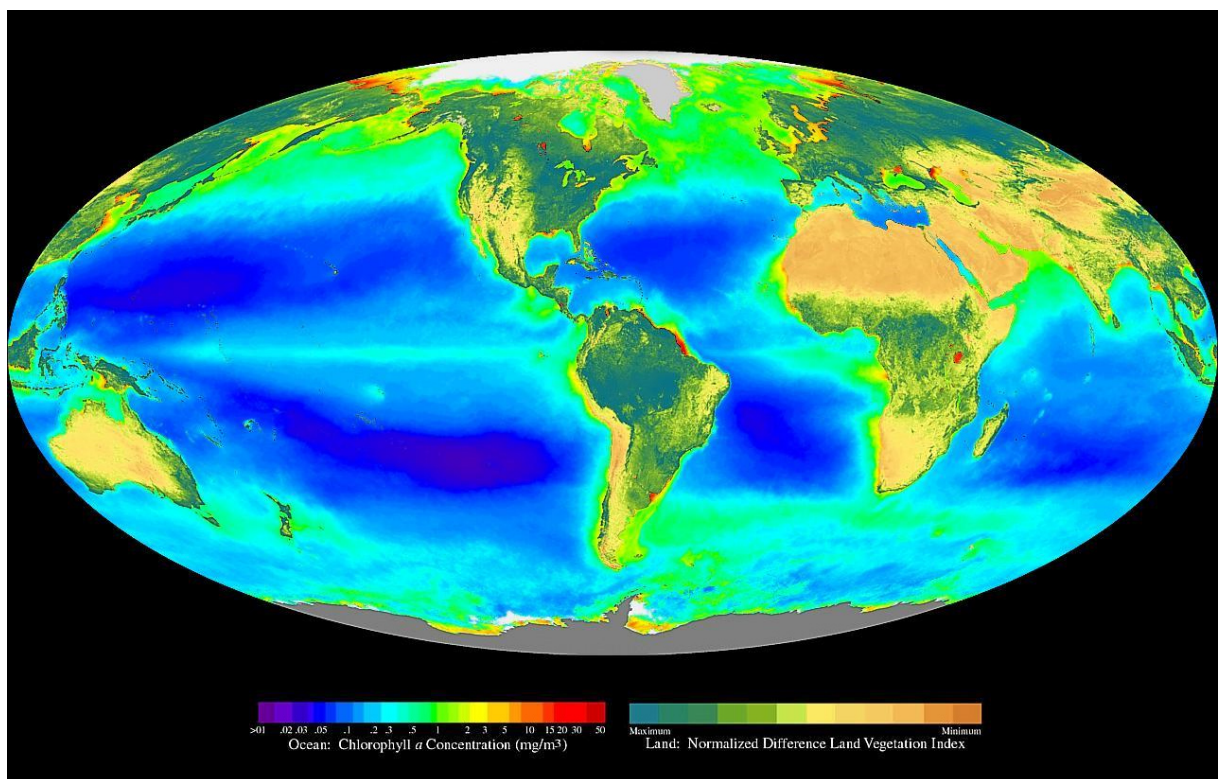 >01 .02 .03 .05 .1 .2 .3 .5 1 2 3 5 10 15 20 30 50
Ocean: Chlorophyll a Concentration (mg/m³)
Maximum Minimum
Land: Normalized Difference Land Vegetation Index